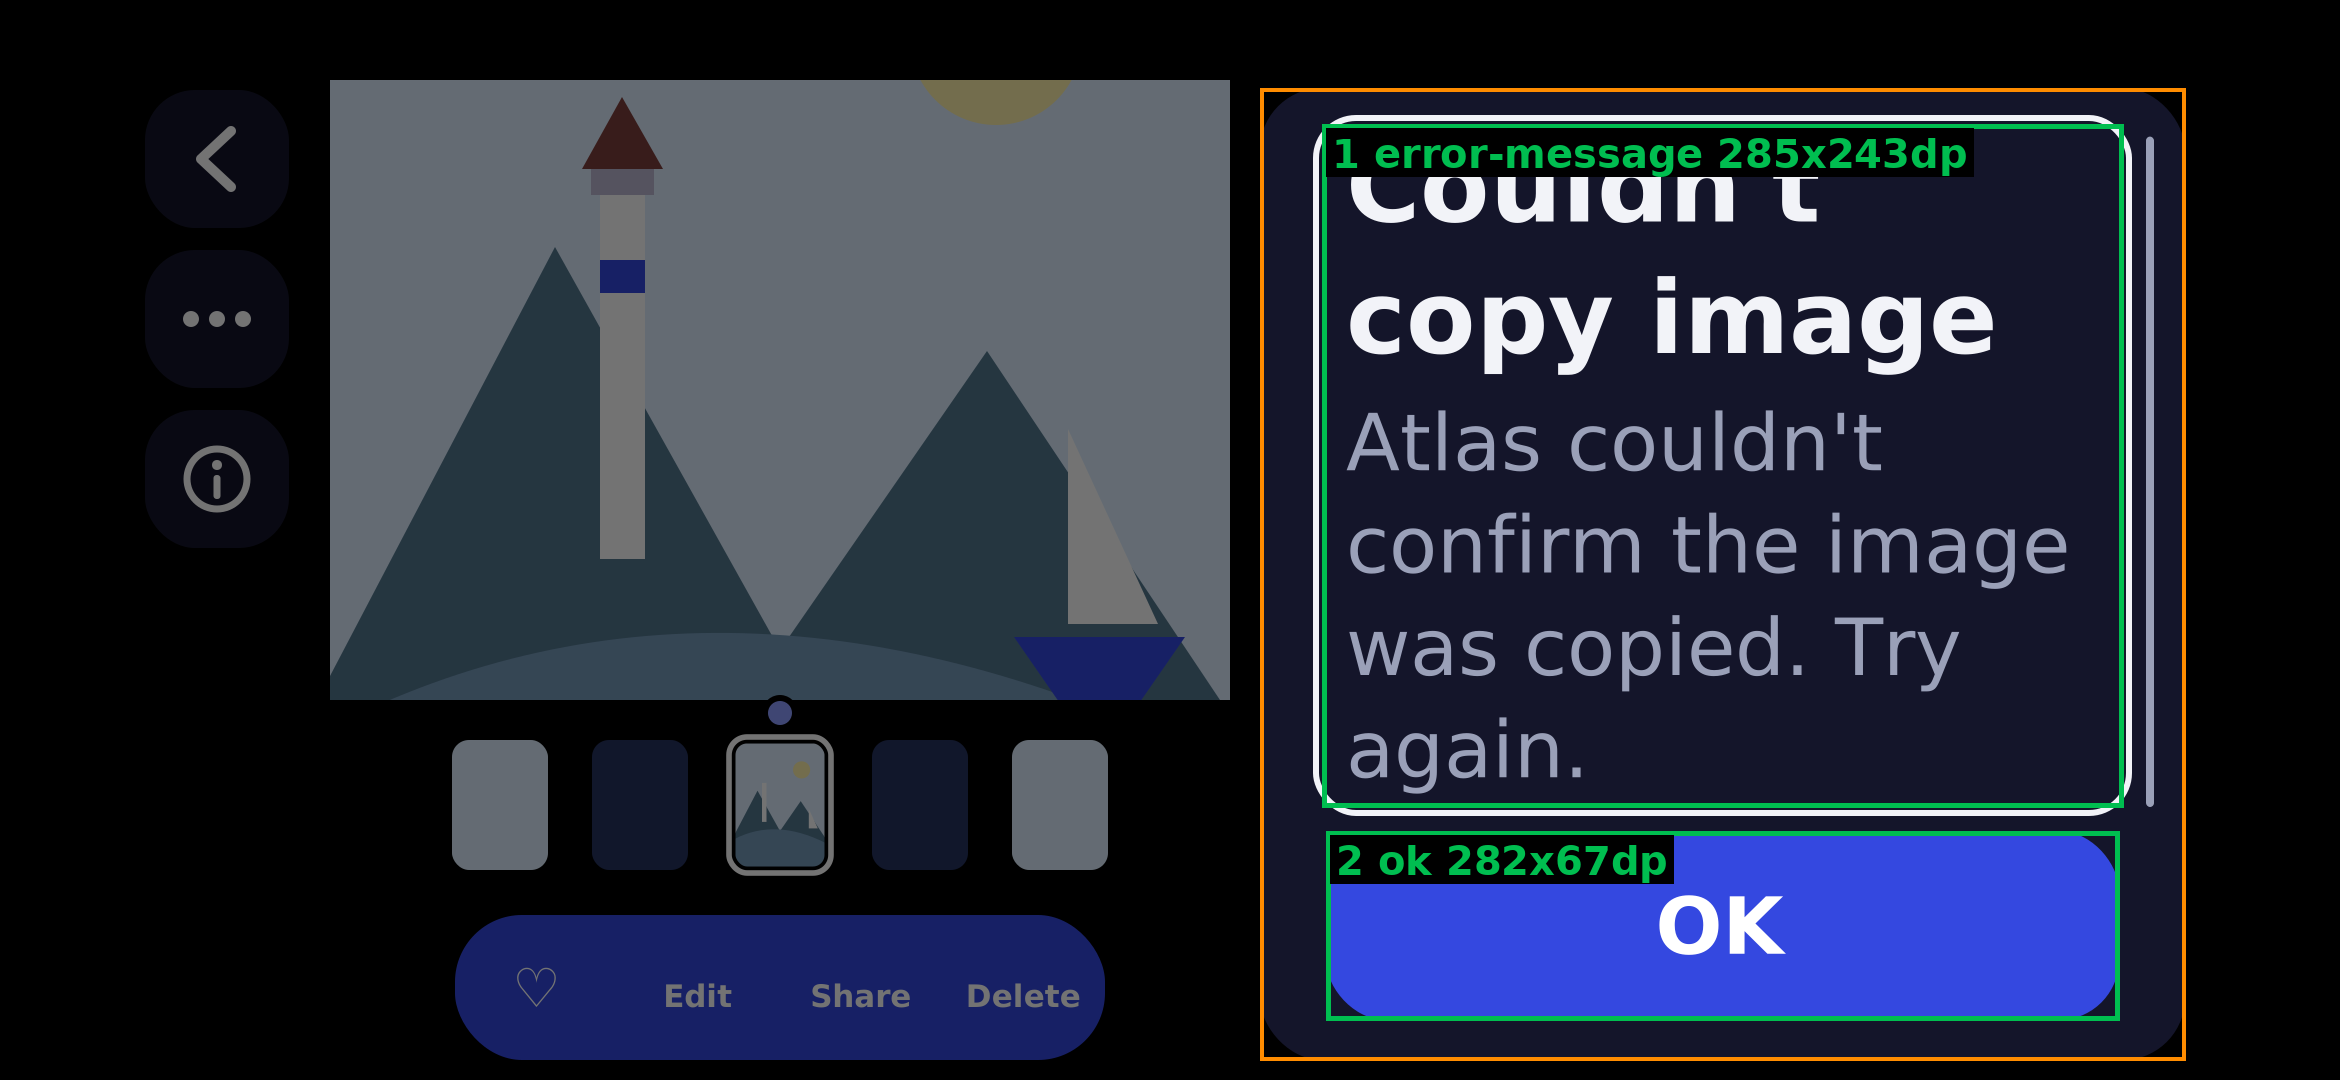 1 error-message 285x243dp
Couldn't
copy image
Atlas couldn't
confirm the image
was copied. Try
again.
2 ok 282x67dp
OK
♡ Edit Share Delete